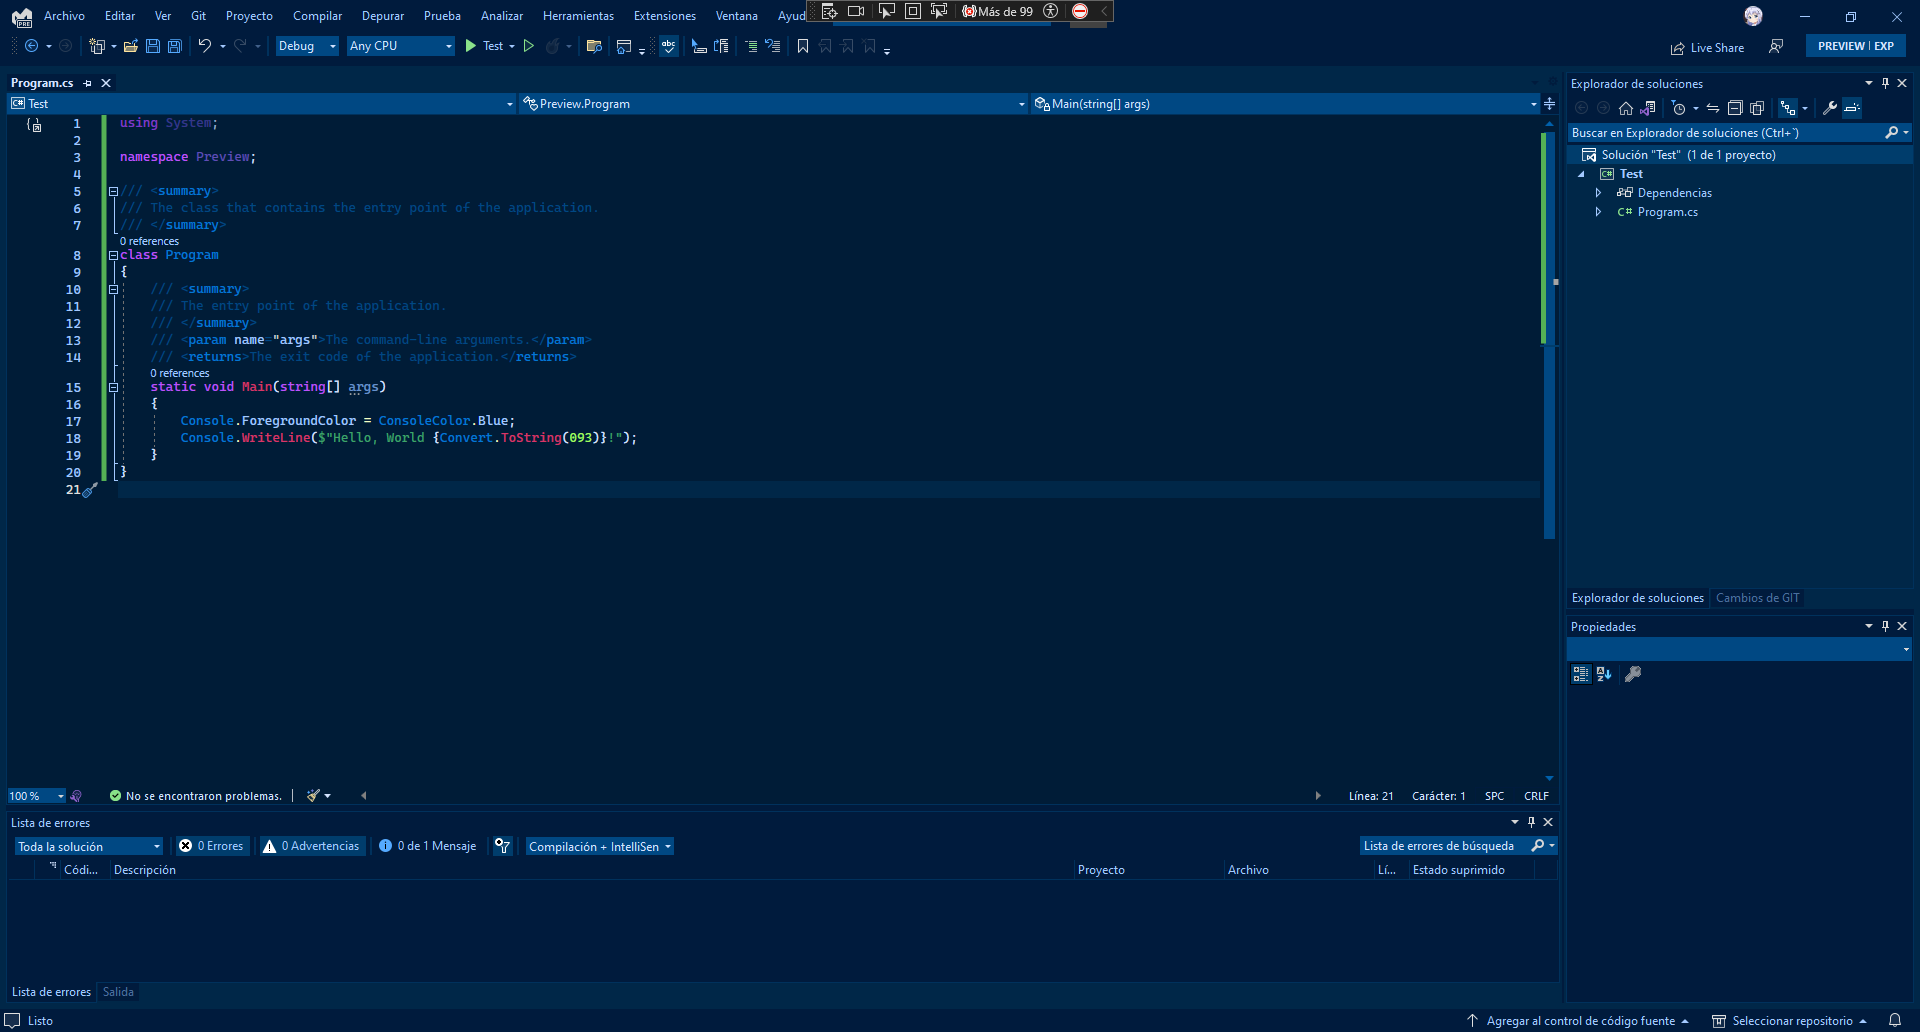 Archivo Editar Ver Git Proyecto Compilar Depurar Prueba Analizar Herramientas Extensiones Ventana Ayud
Más de 99
Debug Any CPU Test
Live Share
PREVIEW | EXP
Program.cs
Test Preview.Program Main(string[] args)
1 using System;
2
3 namespace Preview;
4
5 /// <summary>
6 /// The class that contains the entry point of the application.
7 /// </summary>
0 references
8 class Program
9 {
10 /// <summary>
11 /// The entry point of the application.
12 /// </summary>
13 /// <param name="args">The command-line arguments.</param>
14 /// <returns>The exit code of the application.</returns>
0 references
15 static void Main(string[] args)
16 {
17 Console.ForegroundColor = ConsoleColor.Blue;
18 Console.WriteLine($"Hello, World {Convert.ToString(093)}!");
19 }
20 }
21
100 % No se encontraron problemas. Línea: 21 Carácter: 1 SPC CRLF
Lista de errores
Toda la solución 0 Errores 0 Advertencias 0 de 1 Mensaje Compilación + IntelliSen Lista de errores de búsqueda
Códi... Descripción Proyecto Archivo Lí... Estado suprimido
Lista de errores Salida
Explorador de soluciones
Buscar en Explorador de soluciones (Ctrl+`)
Solución "Test" (1 de 1 proyecto)
C# Test
Dependencias
C# Program.cs
Explorador de soluciones Cambios de GIT
Propiedades
Listo Agregar al control de código fuente Seleccionar repositorio